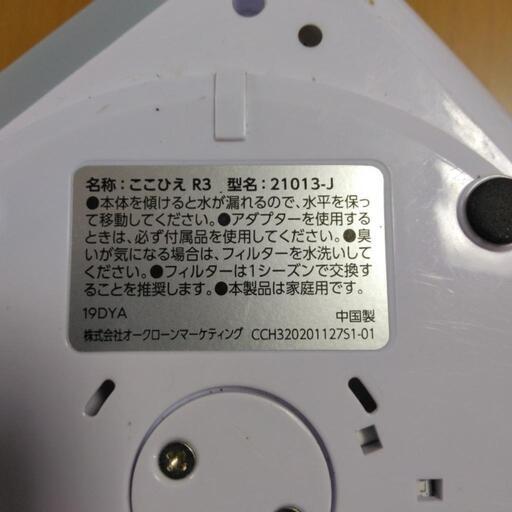 名称：ここひえ R3　型名：21013-J
●本体を傾けると水が漏れるので、水平を保っ
て移動してください。●アダプターを使用する
ときは、必ず付属品を使用してください。●臭
いが気になる場合は、フィルターを水洗いして
ください。●フィルターは1シーズンで交換す
ることを推奨します。●本製品は家庭用です。
19DYA　中国製
株式会社オークローンマーケティング　CCH320201127S1-01